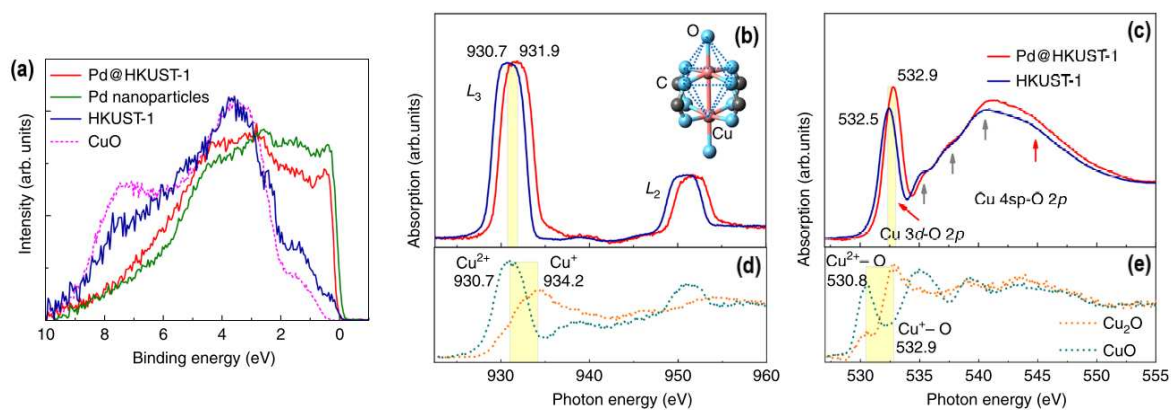 (a)
Pd@HKUST-1
Pd nanoparticles
HKUST-1
CuO
Intensity (arb.units)
10 8 6 4 2 0
Binding energy (eV)
(b)
930.7 931.9
L₃
O
C
Cu
L₂
Absorption (arb.units)
(d)
Cu²⁺
930.7
Cu⁺
934.2
930 940 950 960
Photon energy (eV)
(c)
Pd@HKUST-1
HKUST-1
532.9
532.5
Cu 4sp-O 2p
Cu 3d-O 2p
Absorption (arb.units)
(e)
Cu²⁺– O
530.8
Cu⁺– O
532.9
Cu₂O
CuO
530 535 540 545 550 555
Photon energy (eV)